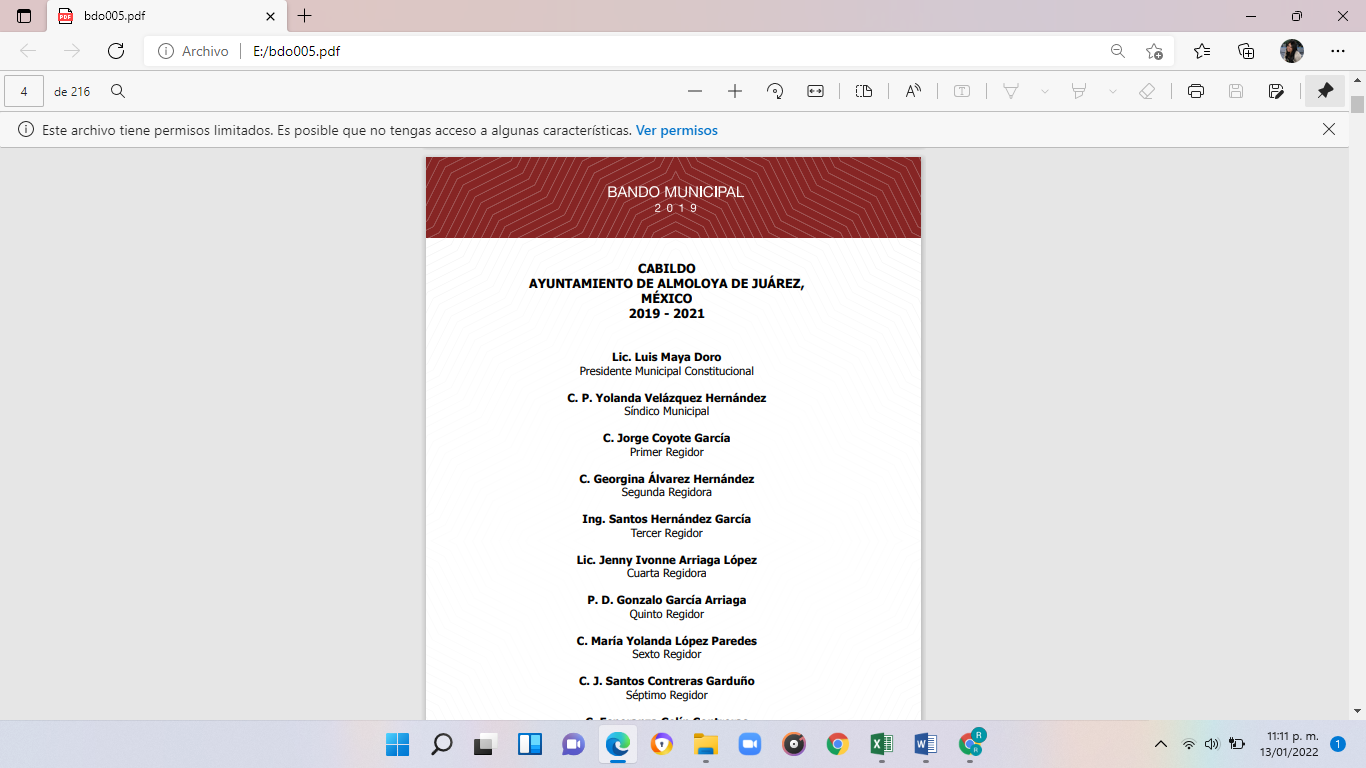 bdo005.pdf
Archivo
E:/bdo005.pdf
4
de 216
Este archivo tiene permisos limitados. Es posible que no tengas acceso a algunas características. Ver permisos
BANDO MUNICIPAL
2019
CABILDO
AYUNTAMIENTO DE ALMOLOYA DE JUÁREZ,
MÉXICO
2019 - 2021
Lic. Luis Maya Doro
Presidente Municipal Constitucional
C. P. Yolanda Velázquez Hernández
Síndico Municipal
C. Jorge Coyote García
Primer Regidor
C. Georgina Álvarez Hernández
Segunda Regidora
Ing. Santos Hernández García
Tercer Regidor
Lic. Jenny Ivonne Arriaga López
Cuarta Regidora
P. D. Gonzalo García Arriaga
Quinto Regidor
C. María Yolanda López Paredes
Sexto Regidor
C. J. Santos Contreras Garduño
Séptimo Regidor
11:11 p. m.
13/01/2022
1